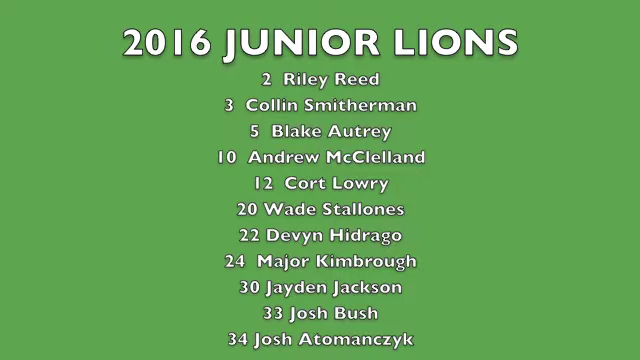 2016 JUNIOR LIONS
2 Riley Reed
3 Collin Smitherman
5 Blake Autrey
10 Andrew McClelland
12 Cort Lowry
20 Wade Stallones
22 Devyn Hidrago
24 Major Kimbrough
30 Jayden Jackson
33 Josh Bush
34 Josh Atomanczyk